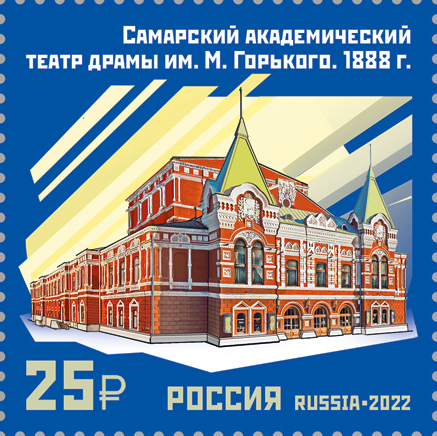 Самарский академический
театр драмы им. М. Горького. 1888 г.
25₽ РОССИЯ RUSSIA•2022